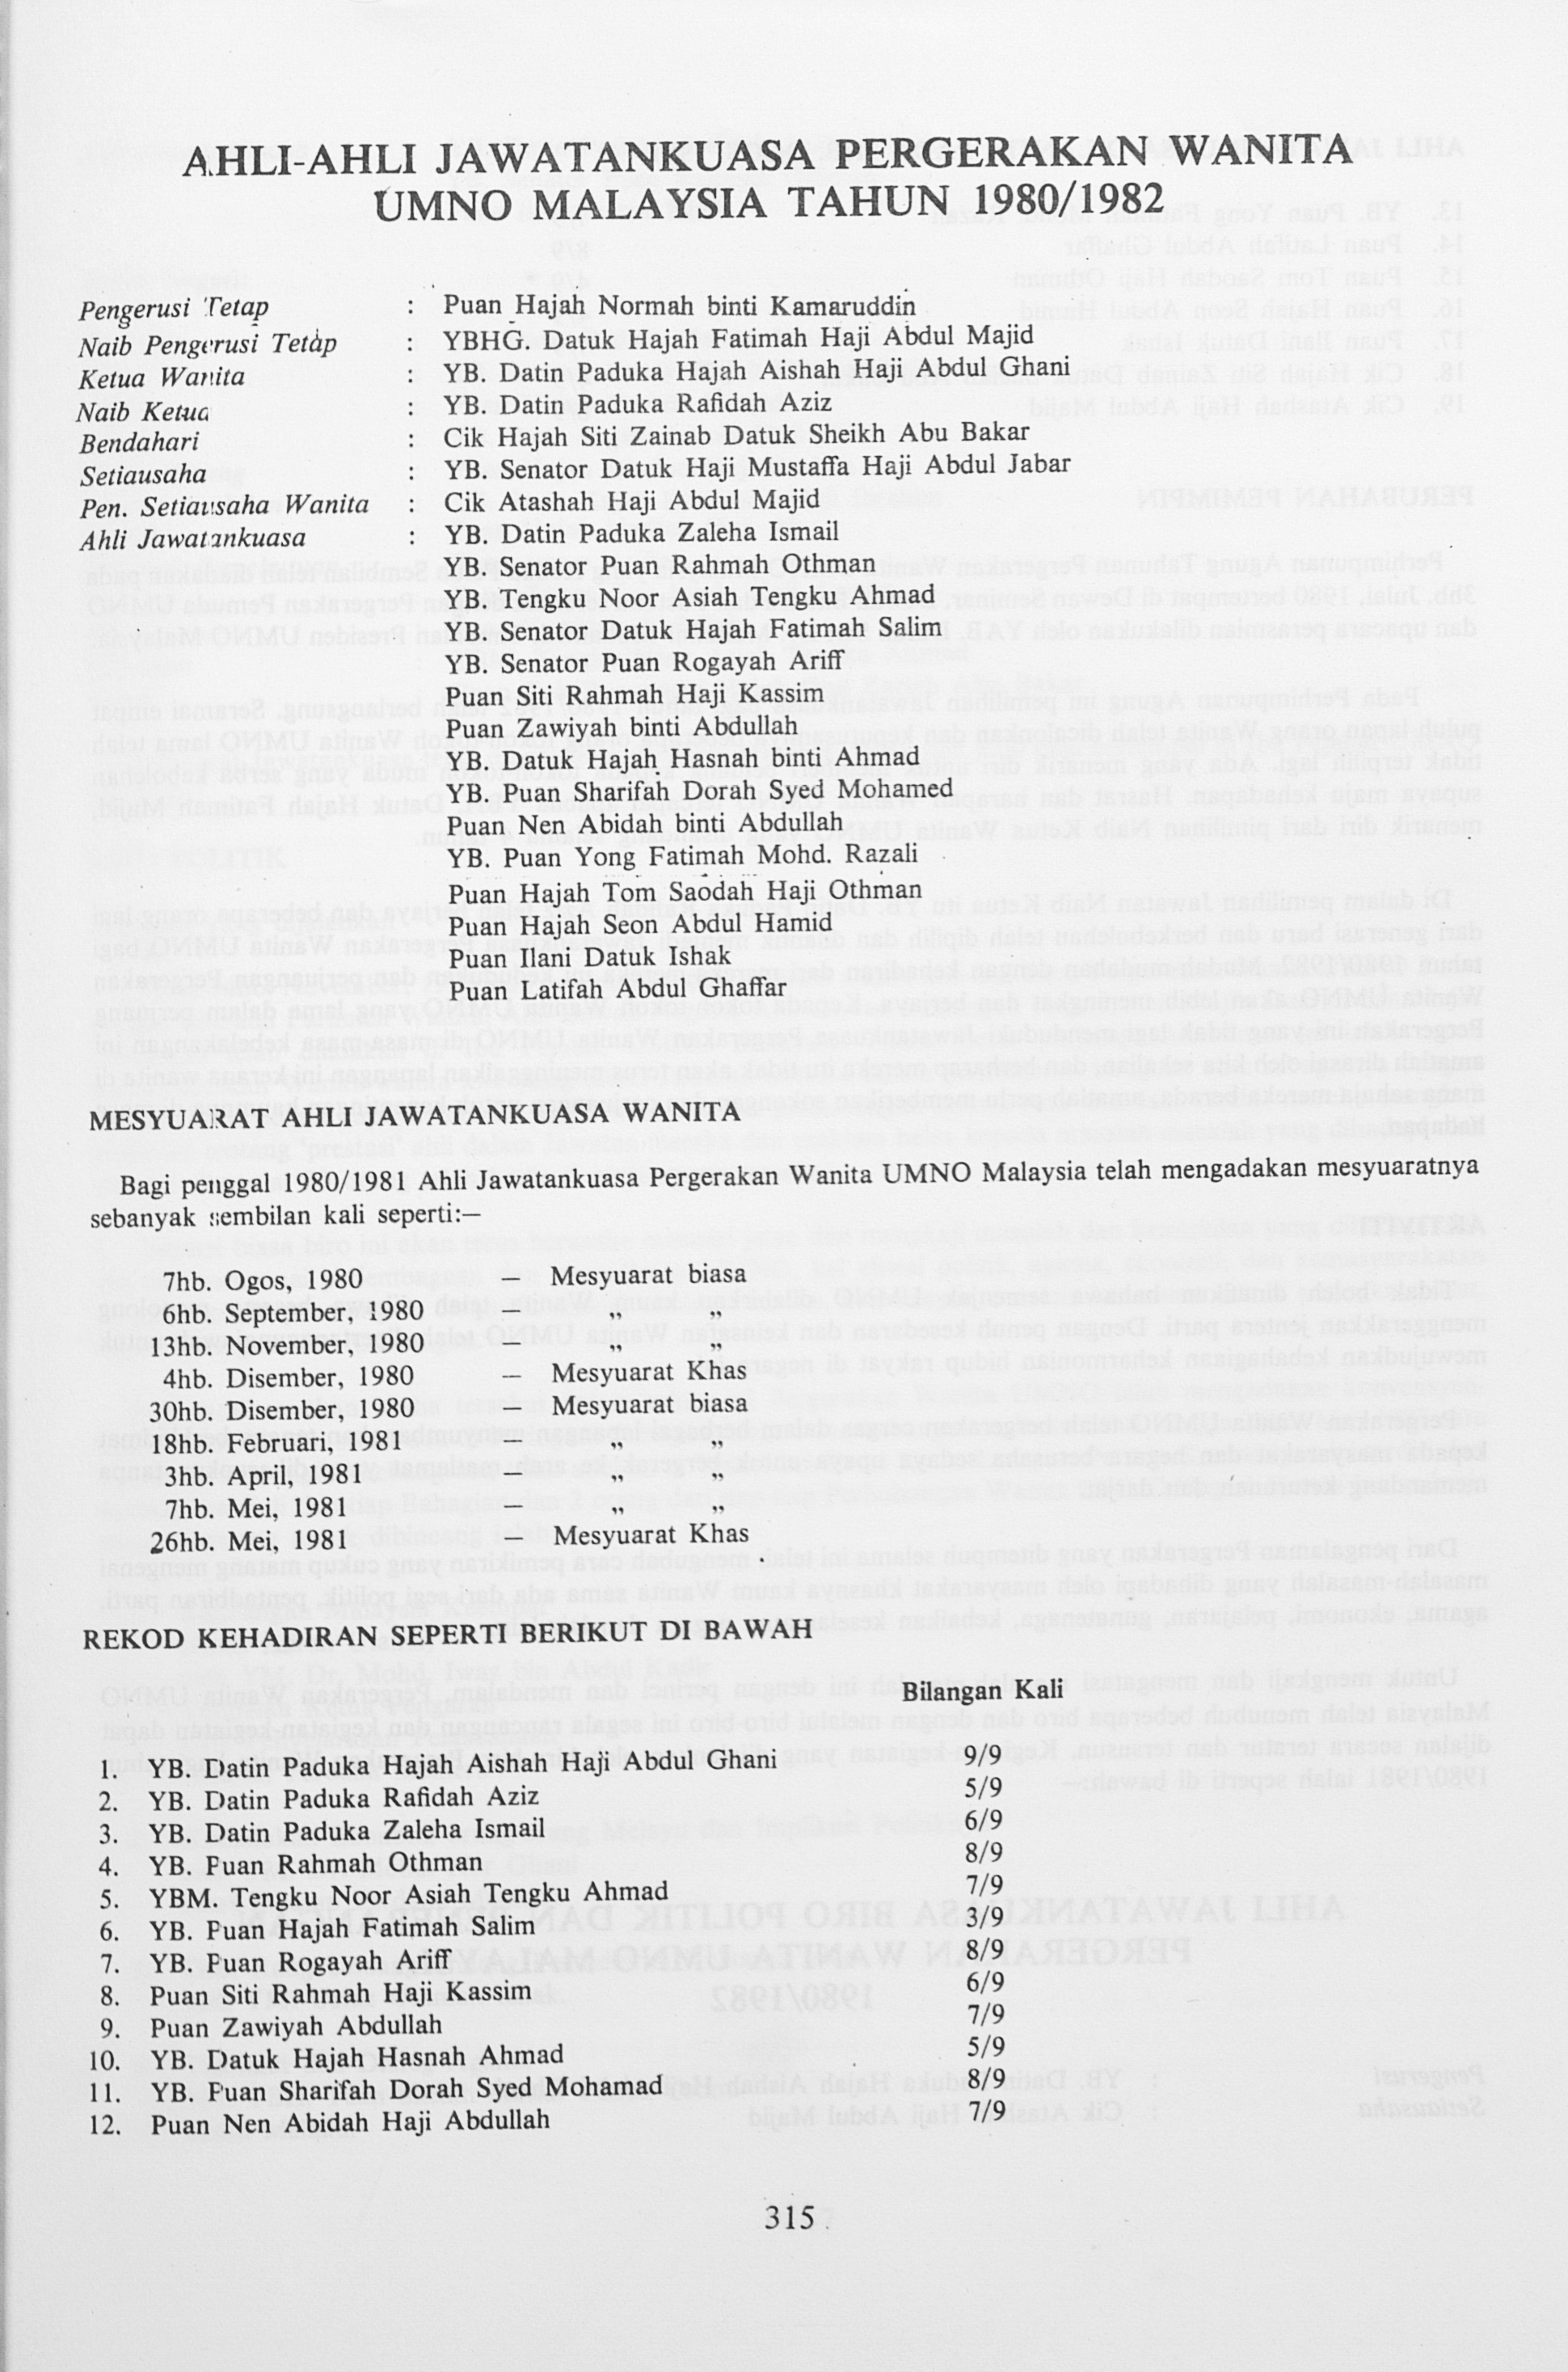 AHLI-AHLI JAWATANKUASA PERGERAKAN WANITA
UMNO MALAYSIA TAHUN 1980/1982
Pengerusi Tetap : Puan Hajah Normah binti Kamaruddin
Naib Pengerusi Tetap : YBHG. Datuk Hajah Fatimah Haji Abdul Majid
Ketua Wanita : YB. Datin Paduka Hajah Aishah Haji Abdul Ghani
Naib Ketua : YB. Datin Paduka Rafidah Aziz
Bendahari : Cik Hajah Siti Zainab Datuk Sheikh Abu Bakar
Setiausaha : YB. Senator Datuk Haji Mustaffa Haji Abdul Jabar
Pen. Setiausaha Wanita : Cik Atashah Haji Abdul Majid
Ahli Jawatankuasa : YB. Datin Paduka Zaleha Ismail
YB. Senator Puan Rahmah Othman
YB. Tengku Noor Asiah Tengku Ahmad
YB. Senator Datuk Hajah Fatimah Salim
YB. Senator Puan Rogayah Ariff
Puan Siti Rahmah Haji Kassim
Puan Zawiyah binti Abdullah
YB. Datuk Hajah Hasnah binti Ahmad
YB. Puan Sharifah Dorah Syed Mohamed
Puan Nen Abidah binti Abdullah
YB. Puan Yong Fatimah Mohd. Razali
Puan Hajah Tom Saodah Haji Othman
Puan Hajah Seon Abdul Hamid
Puan Ilani Datuk Ishak
Puan Latifah Abdul Ghaffar
MESYUARAT AHLI JAWATANKUASA WANITA
Bagi penggal 1980/1981 Ahli Jawatankuasa Pergerakan Wanita UMNO Malaysia telah mengadakan mesyuaratnya
sebanyak sembilan kali seperti:—
7hb. Ogos, 1980 — Mesyuarat biasa
6hb. September, 1980 — ,, ,,
13hb. November, 1980 — ,, ,,
4hb. Disember, 1980 — Mesyuarat Khas
30hb. Disember, 1980 — Mesyuarat biasa
18hb. Februari, 1981 — ,, ,,
3hb. April, 1981 — ,, ,,
7hb. Mei, 1981 — ,, ,,
26hb. Mei, 1981 — Mesyuarat Khas
REKOD KEHADIRAN SEPERTI BERIKUT DI BAWAH
Bilangan Kali
1. YB. Datin Paduka Hajah Aishah Haji Abdul Ghani 9/9
2. YB. Datin Paduka Rafidah Aziz 5/9
3. YB. Datin Paduka Zaleha Ismail 6/9
4. YB. Puan Rahmah Othman 8/9
5. YBM. Tengku Noor Asiah Tengku Ahmad 7/9
6. YB. Puan Hajah Fatimah Salim 3/9
7. YB. Puan Rogayah Ariff 8/9
8. Puan Siti Rahmah Haji Kassim 6/9
9. Puan Zawiyah Abdullah 7/9
10. YB. Datuk Hajah Hasnah Ahmad 5/9
11. YB. Puan Sharifah Dorah Syed Mohamad 8/9
12. Puan Nen Abidah Haji Abdullah 7/9
315